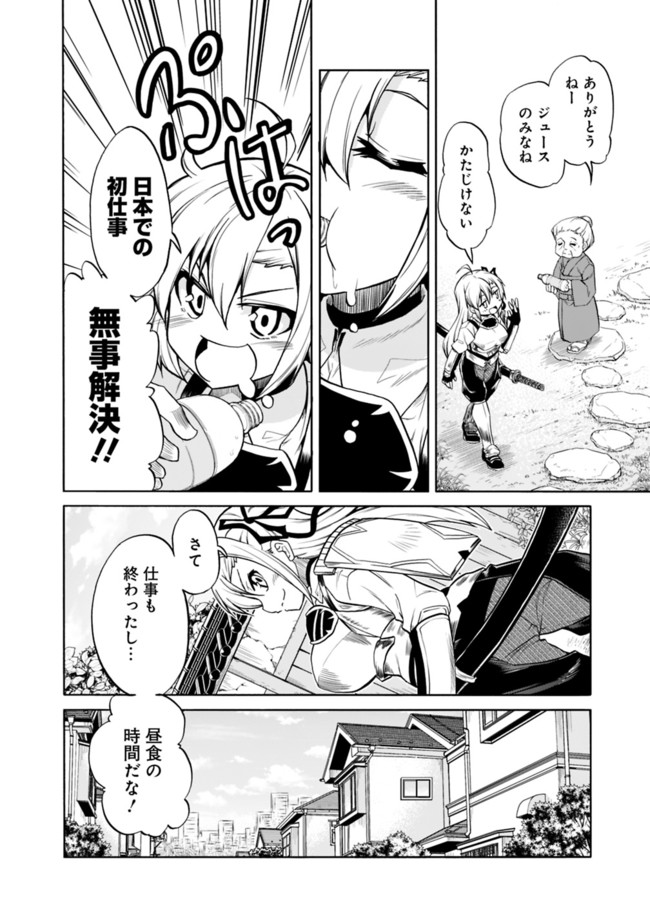 ありがとう
ねー
ジュース
のみなね
かたじけない
ぷはーっ
日本での
初仕事
無事解決!!
さて
仕事も
終わったし…
昼食の
時間だな!